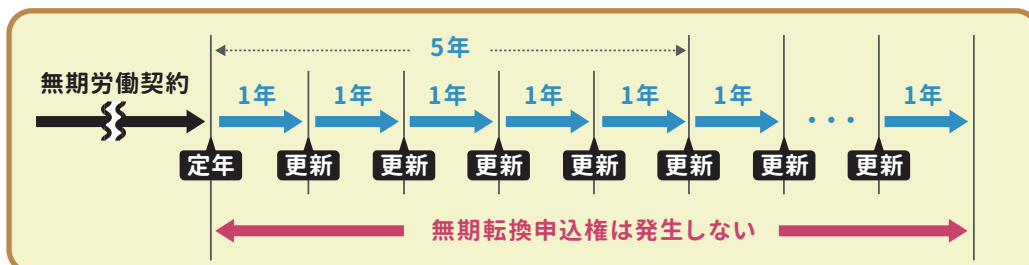 5年
無期労働契約
1年 1年 1年 1年 1年 1年 ・・・ 1年
定年 更新 更新 更新 更新 更新 更新 更新
無期転換申込権は発生しない